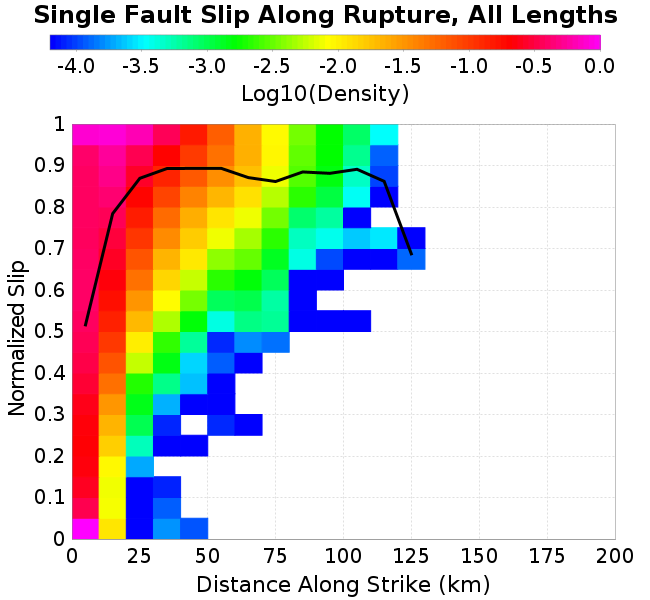 Single Fault Slip Along Rupture, All Lengths
-4.0 -3.5 -3.0 -2.5 -2.0 -1.5 -1.0 -0.5 0.0
Log10(Density)
1
0.9
0.8
0.7
0.6
0.5
0.4
0.3
0.2
0.1
0
Normalized Slip
0 25 50 75 100 125 150 175 200
Distance Along Strike (km)